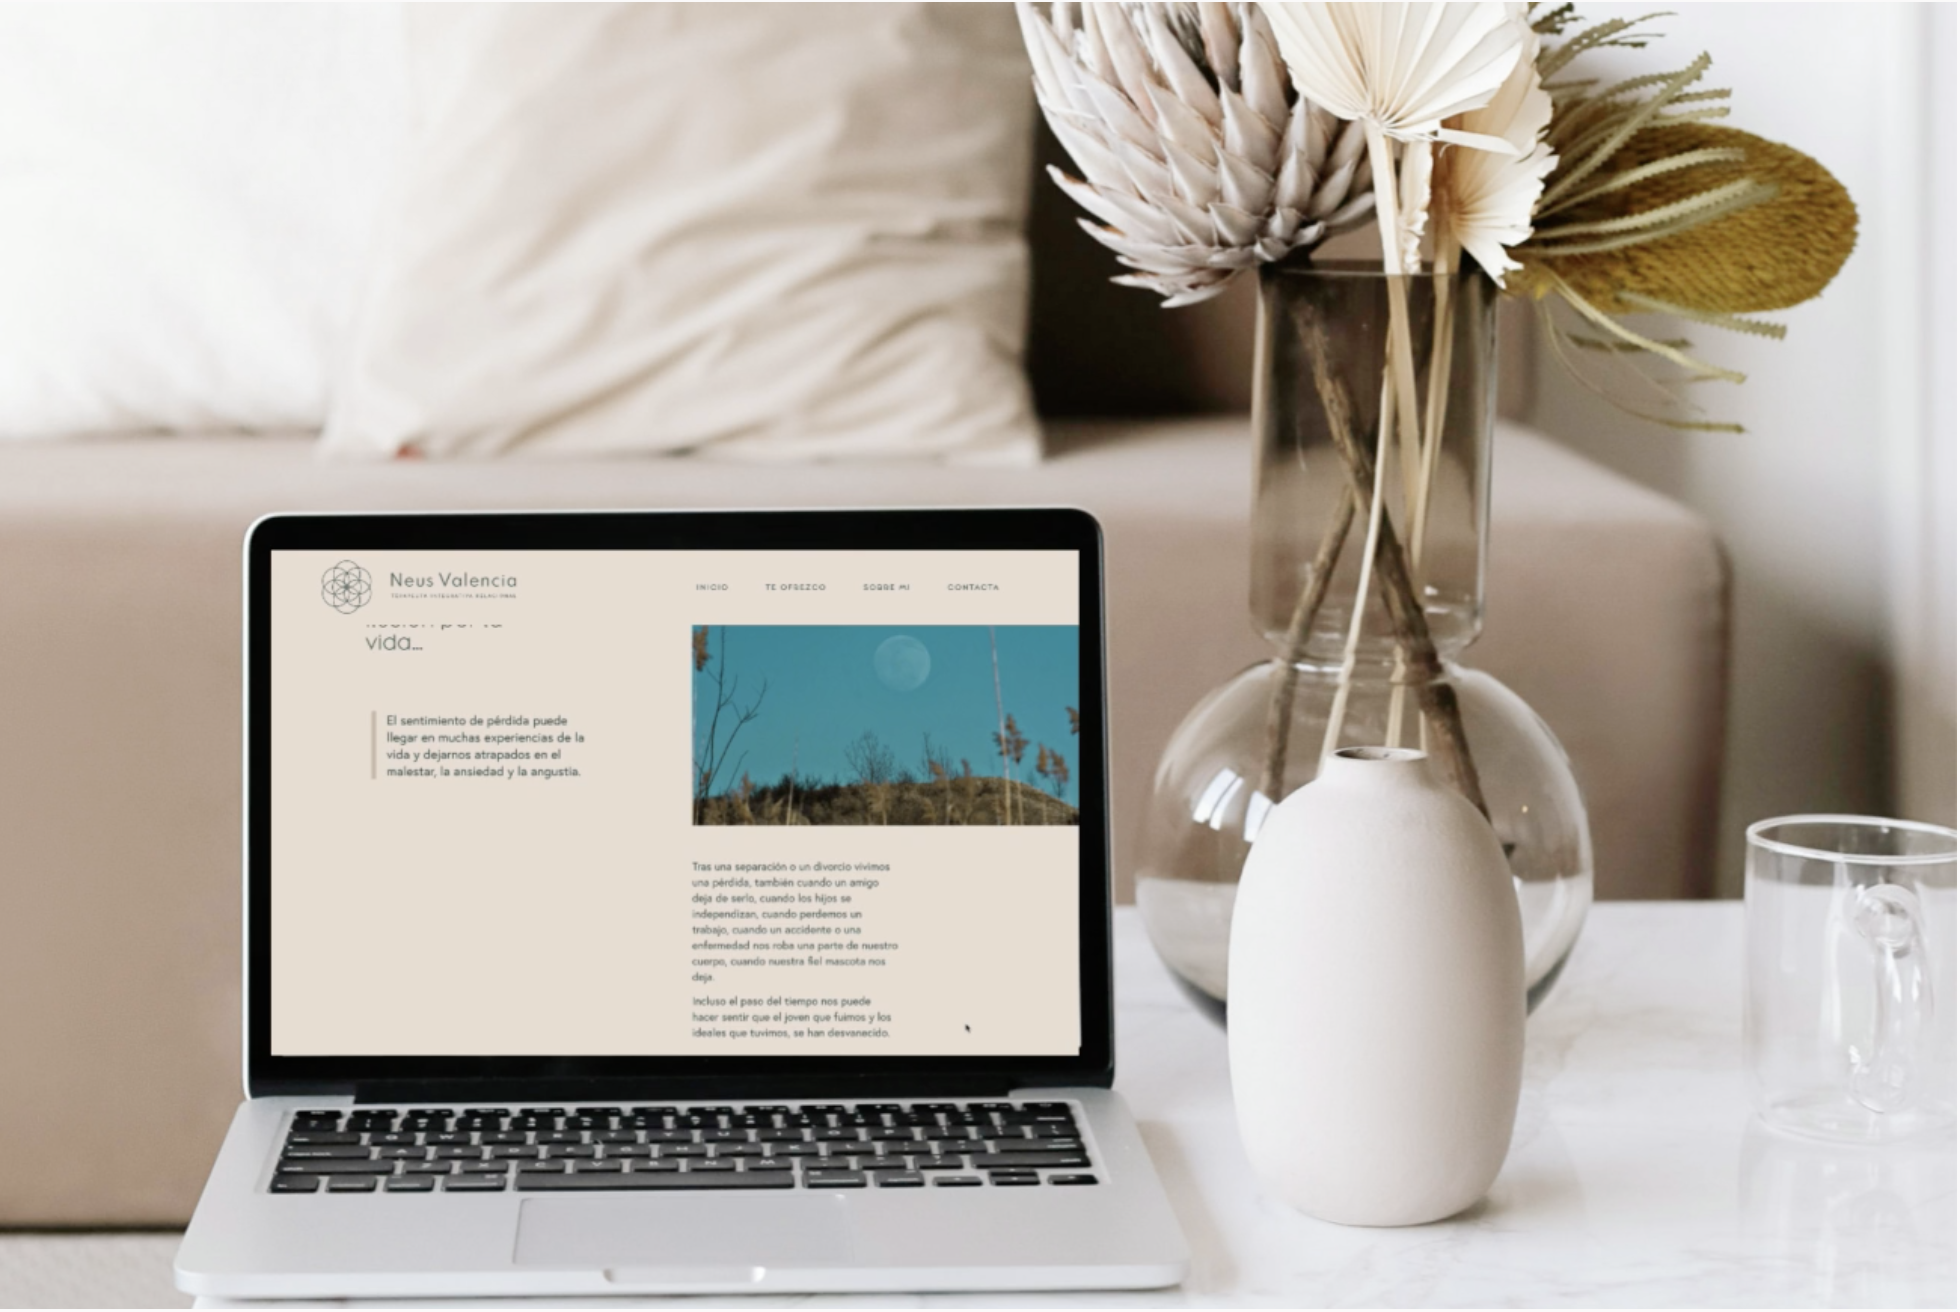 Neus Valencia
TERAPEUTA INTEGRATIVA RELACIONAL
INICIO
TE OFREZCO
SOBRE MI
CONTACTA
vida...
El sentimiento de pérdida puede
llegar en muchas experiencias de la
vida y dejarnos atrapados en el
malestar, la ansiedad y la angustia.
Tras una separación o un divorcio vivimos
una pérdida, también cuando un amigo
deja de serlo, cuando los hijos se
independizan, cuando perdemos un
trabajo, cuando un accidente o una
enfermedad nos roba una parte de nuestro
cuerpo, cuando nuestra fiel mascota nos
deja.
Incluso el paso del tiempo nos puede
hacer sentir que el joven que fuimos y los
ideales que tuvimos, se han desvanecido.